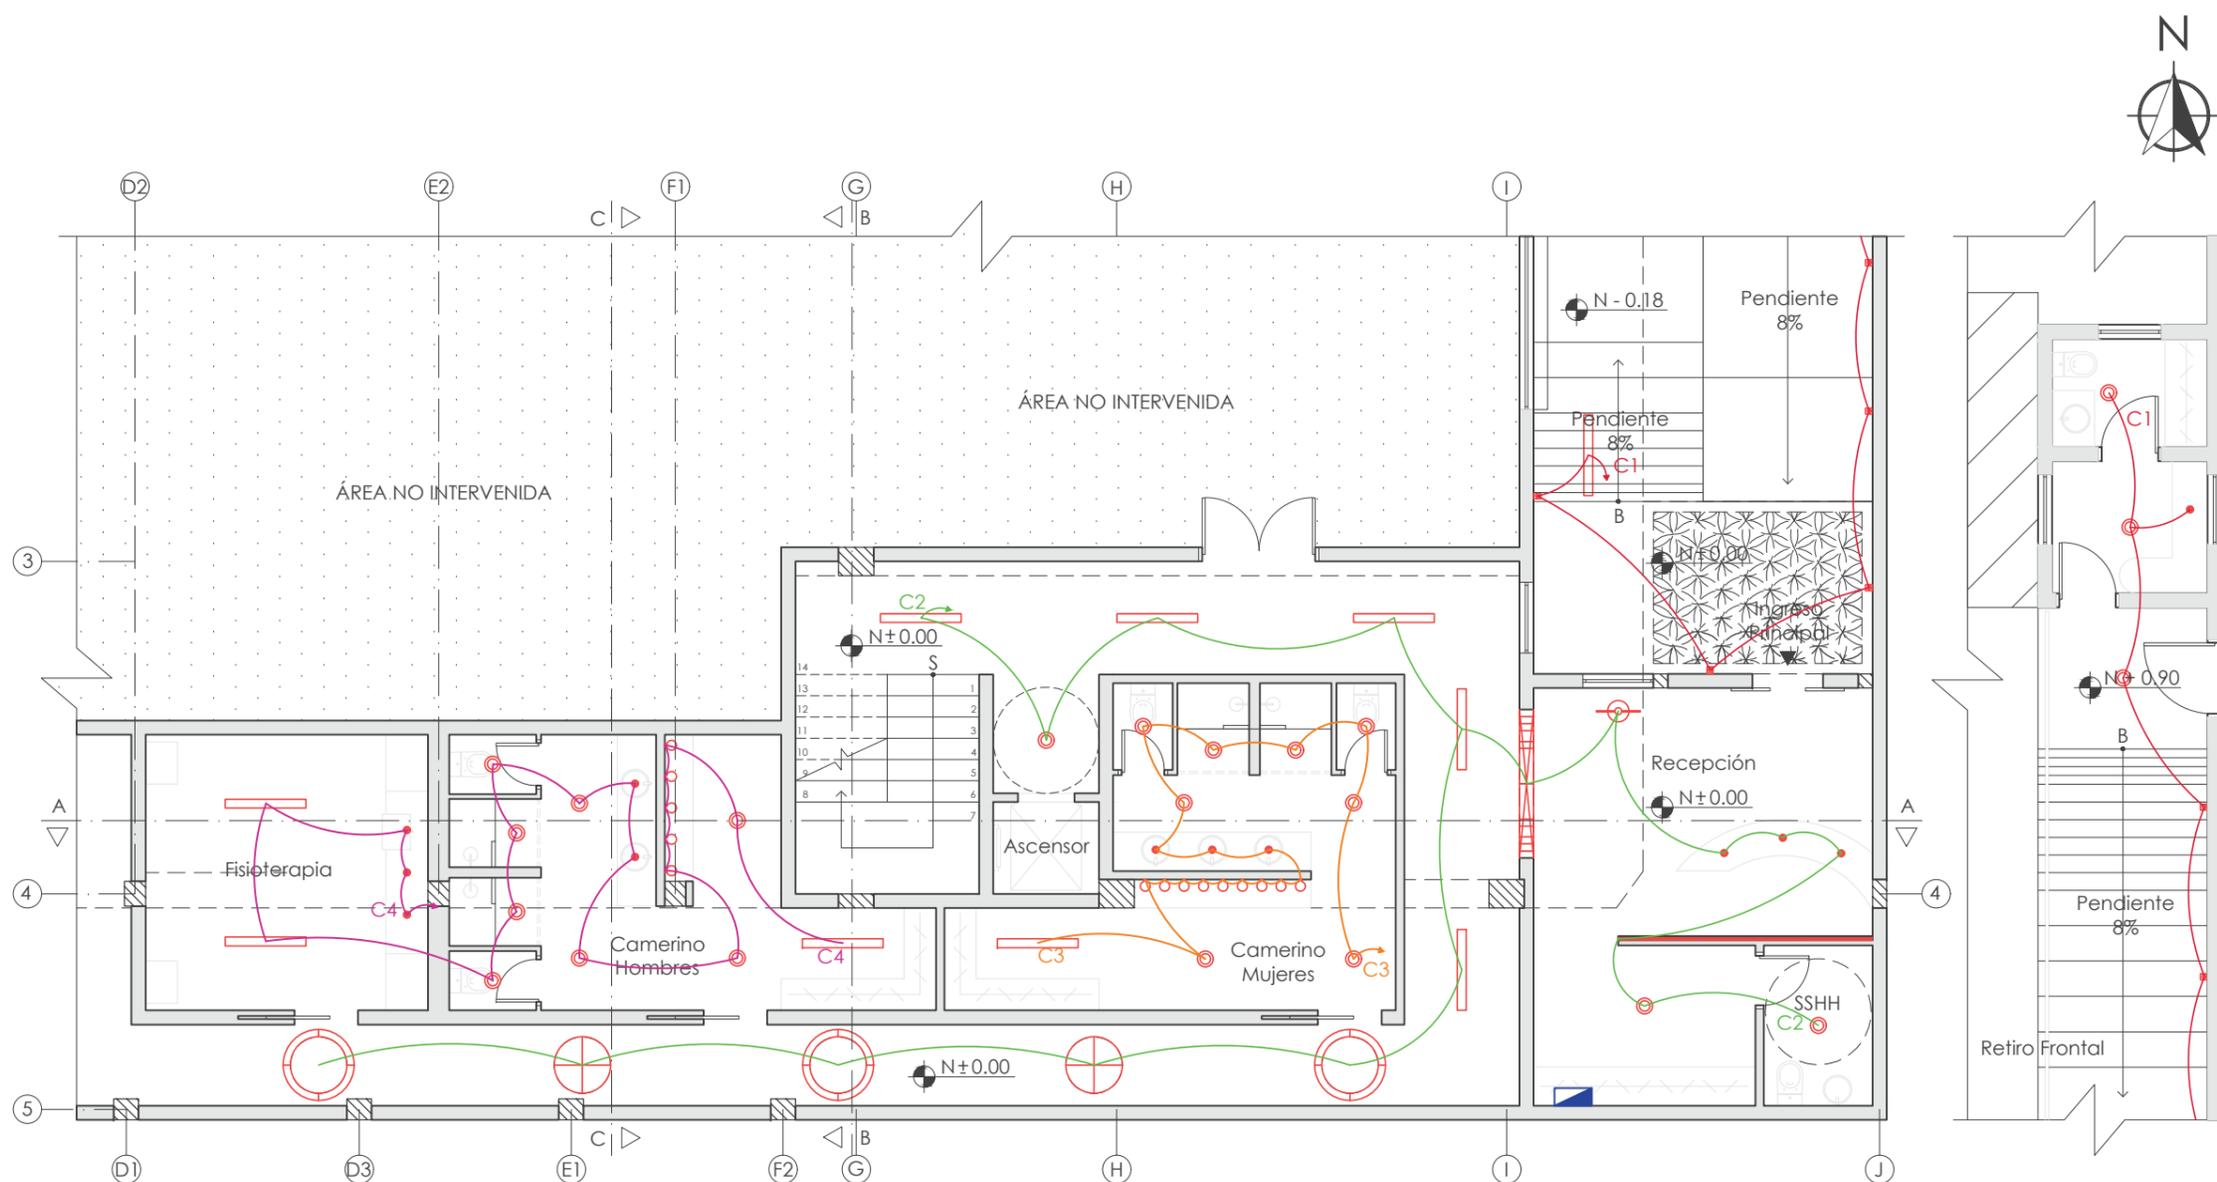 N
D2 E2 C F1 G B H I
N - 0.18
Pendiente
8%
ÁREA NO INTERVENIDA
Pendiente
8%
C1
C1
ÁREA NO INTERVENIDA
B
3
N±0.00
Ingreso
Principal
C2
N±0.00
S
14
13
12
11
10
9
8
1
2
3
4
5
6
7
N+0.90
B
Recepción
N±0.00
A
A
Ascensor
Fisioterapia
4
4
C4
Pendiente
8%
Camerino
Hombres
C4
C3
Camerino
Mujeres
C3
SSHH
C2
Retiro Frontal
N±0.00
5
C B
D1 D3 E1 F2 G H I J